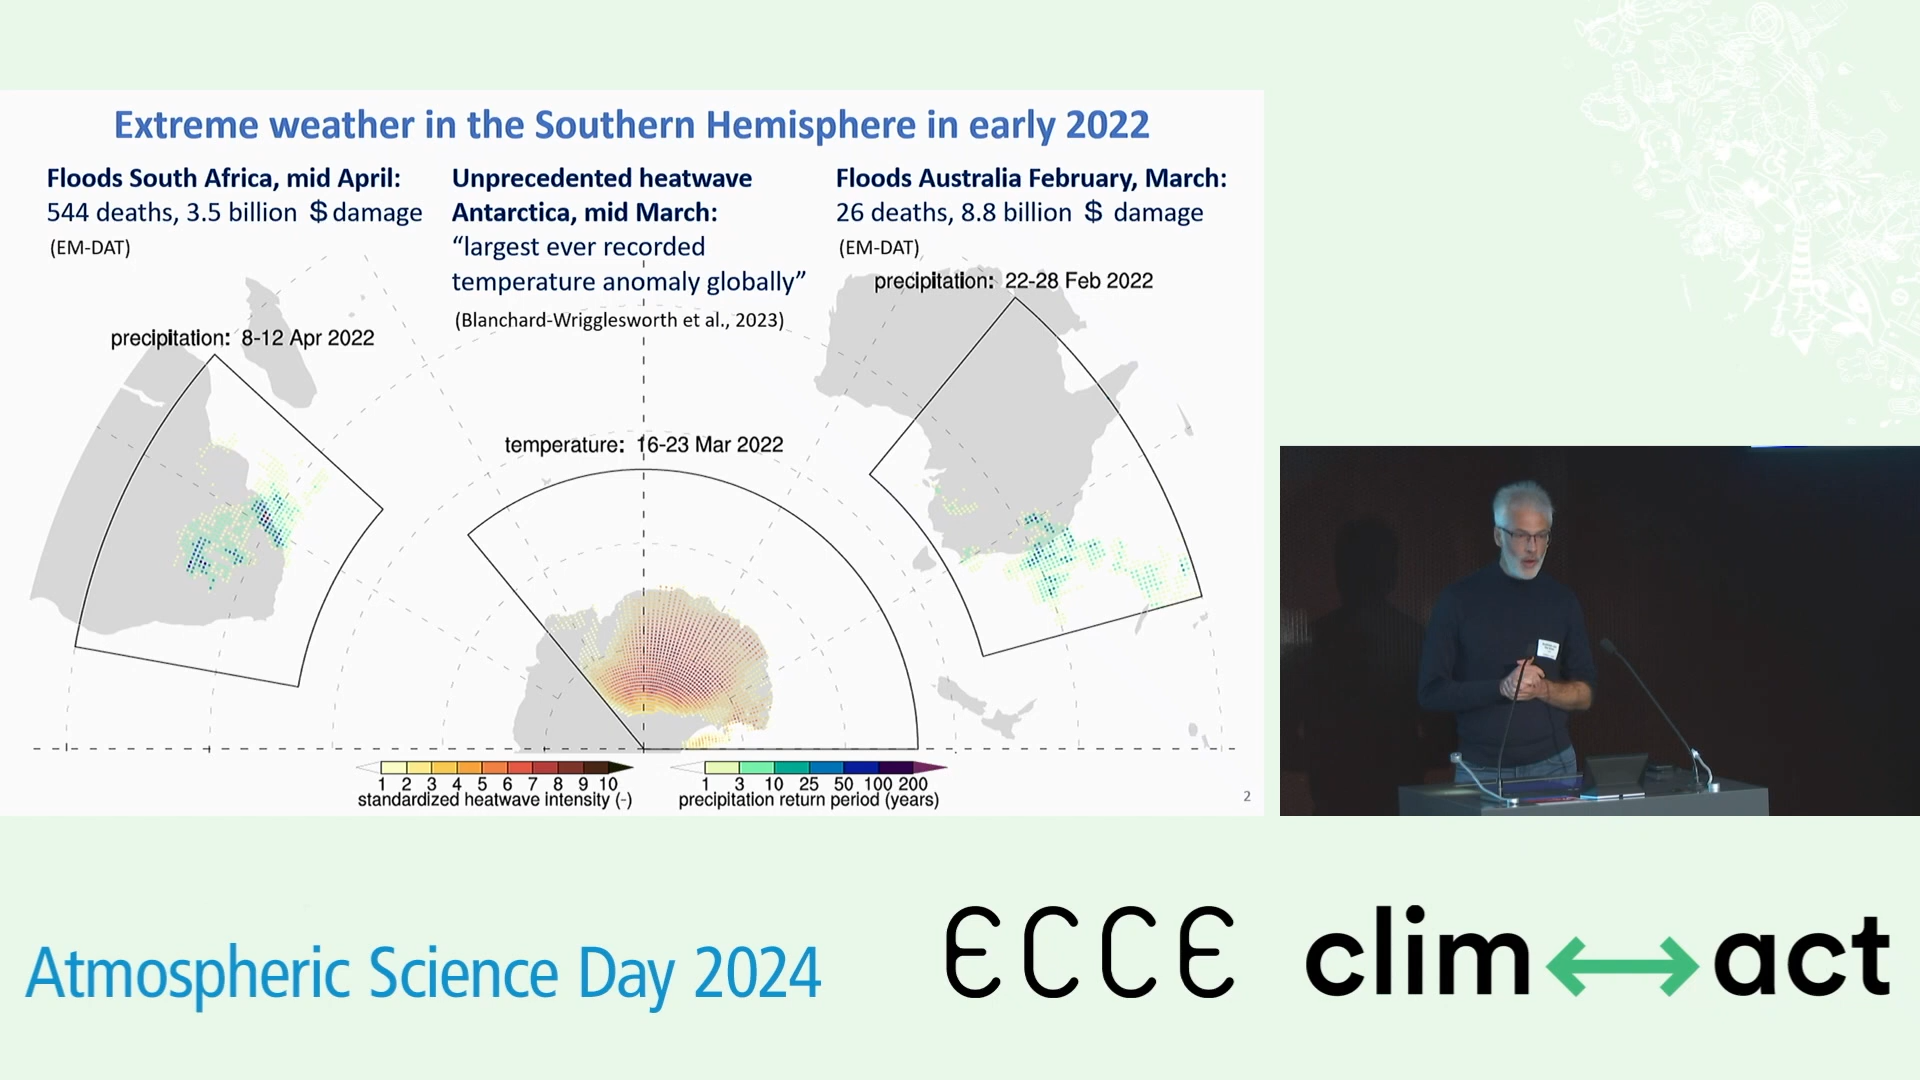 Extreme weather in the Southern Hemisphere in early 2022
Floods South Africa, mid April:
544 deaths, 3.5 billion $ damage
(EM-DAT)
Unprecedented heatwave
Antarctica, mid March:
“largest ever recorded
temperature anomaly globally”
(Blanchard-Wrigglesworth et al., 2023)
Floods Australia February, March:
26 deaths, 8.8 billion $ damage
(EM-DAT)
precipitation: 22-28 Feb 2022
precipitation: 8-12 Apr 2022
temperature: 16-23 Mar 2022
1 2 3 4 5 6 7 8 9 10
standardized heatwave intensity (-)
1 3 10 25 50 100 200
precipitation return period (years)
2
Atmospheric Science Day 2024
ECCE
clim act